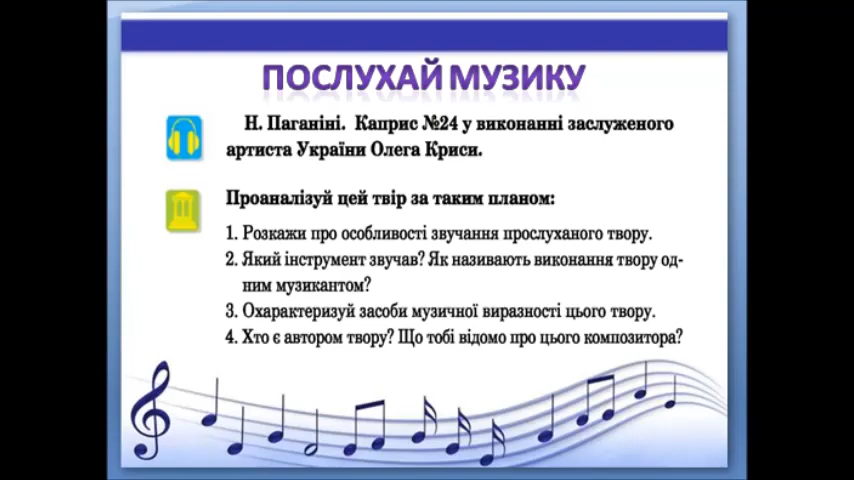 ПОСЛУХАЙ МУЗИКУ
Н. Паганіні. Каприс №24 у виконанні заслуженого
артиста України Олега Криси.
Проаналізуй цей твір за таким планом:
1. Розкажи про особливості звучання прослуханого твору.
2. Який інструмент звучав? Як називають виконання твору од-
ним музикантом?
3. Охарактеризуй засоби музичної виразності цього твору.
4. Хто є автором твору? Що тобі відомо про цього композитора?